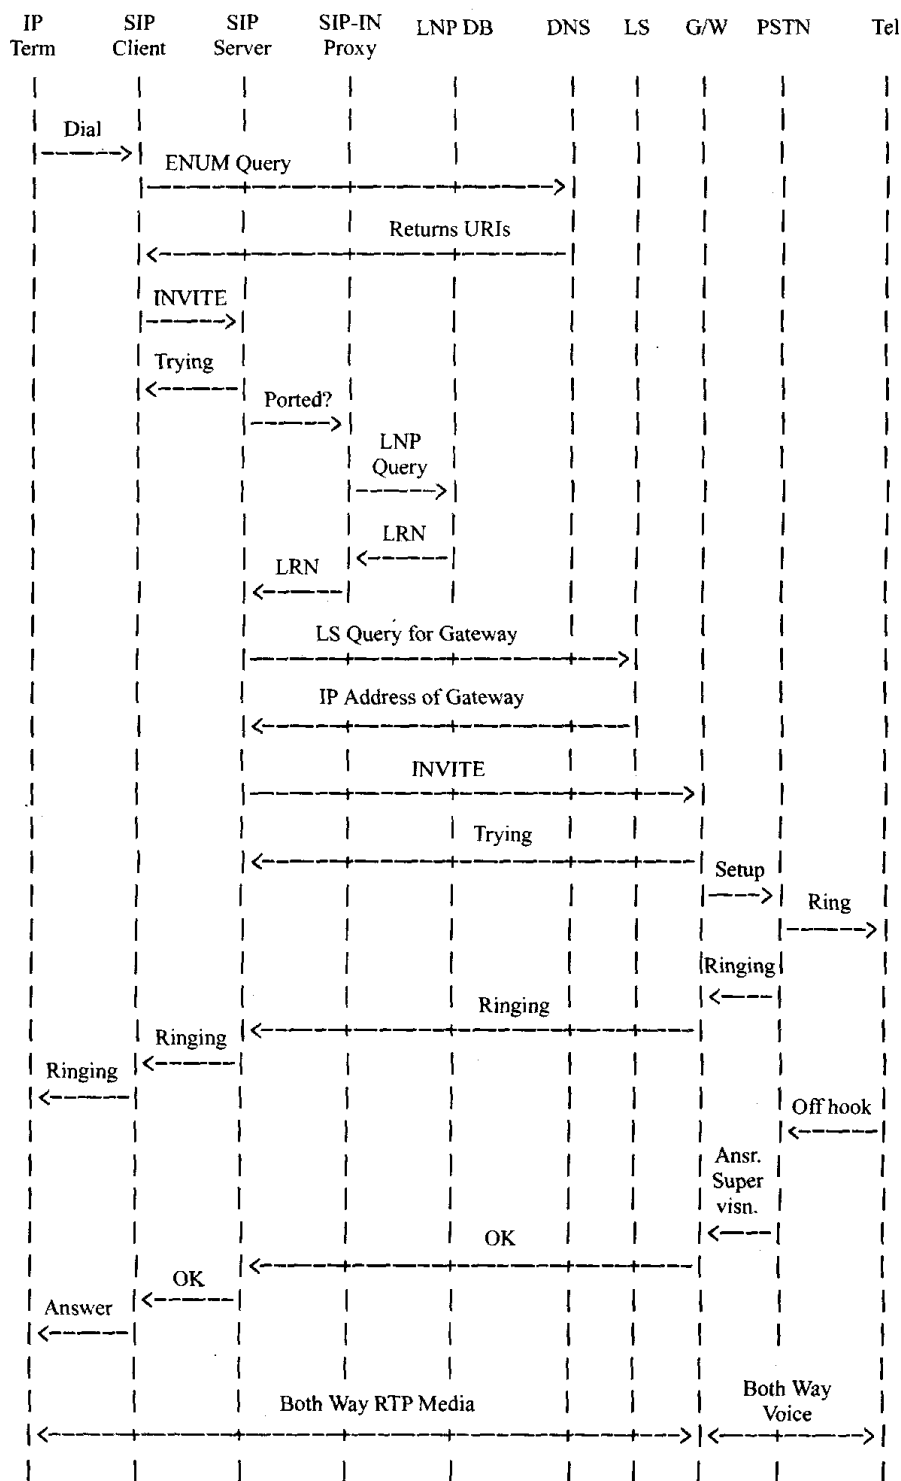 IP Term
SIP Client
SIP Server
SIP-IN Proxy
LNP DB
DNS
LS
G/W
PSTN
Tel
Dial
ENUM Query
Returns URIs
INVITE
Trying
Ported?
LNP
Query
LRN
LRN
LS Query for Gateway
IP Address of Gateway
INVITE
Trying
Setup
Ring
Ringing
Ringing
Ringing
Ringing
Off hook
Ansr.
Super
visn.
OK
OK
Answer
Both Way RTP Media
Both Way
Voice